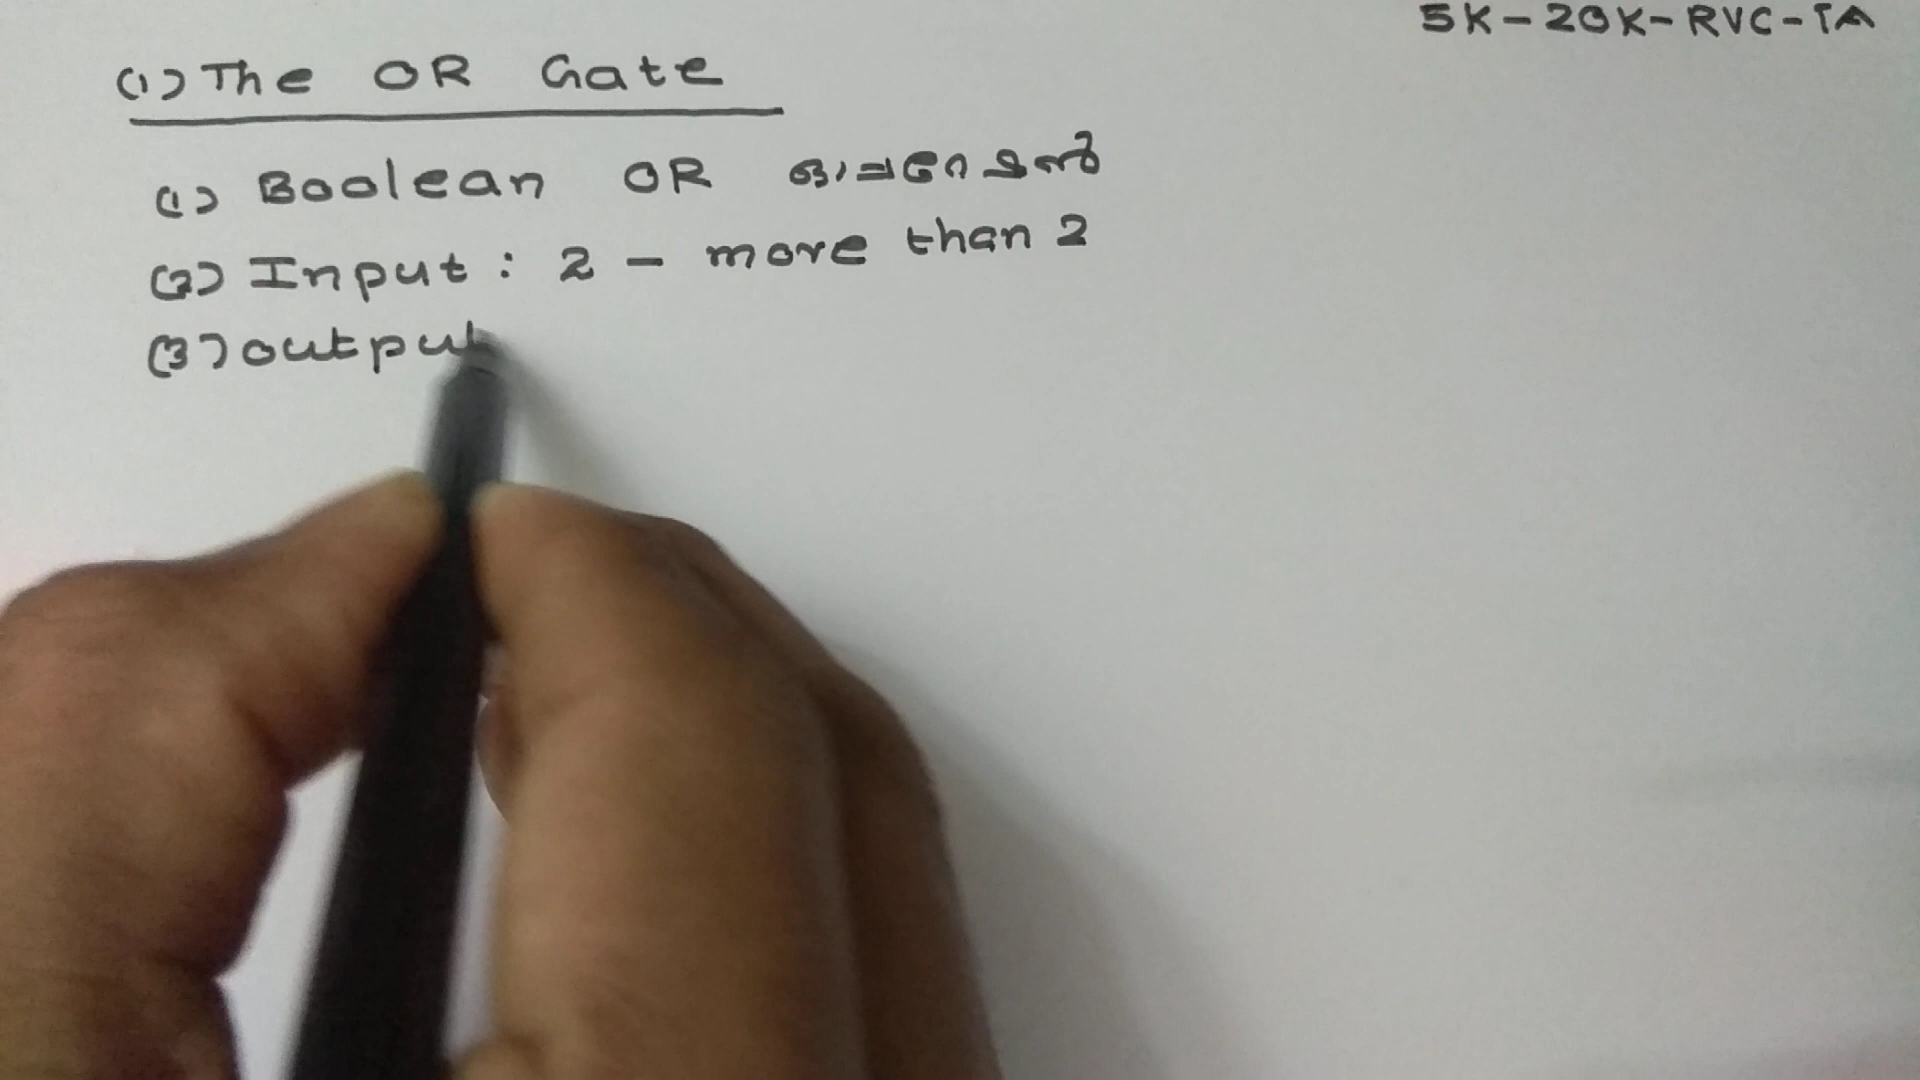 5K-20K-RVC-TA
(1) The OR Gate
(1) Boolean OR ഓപ്പറേഷൻ
(2) Input : 2 - more than 2
(3) output